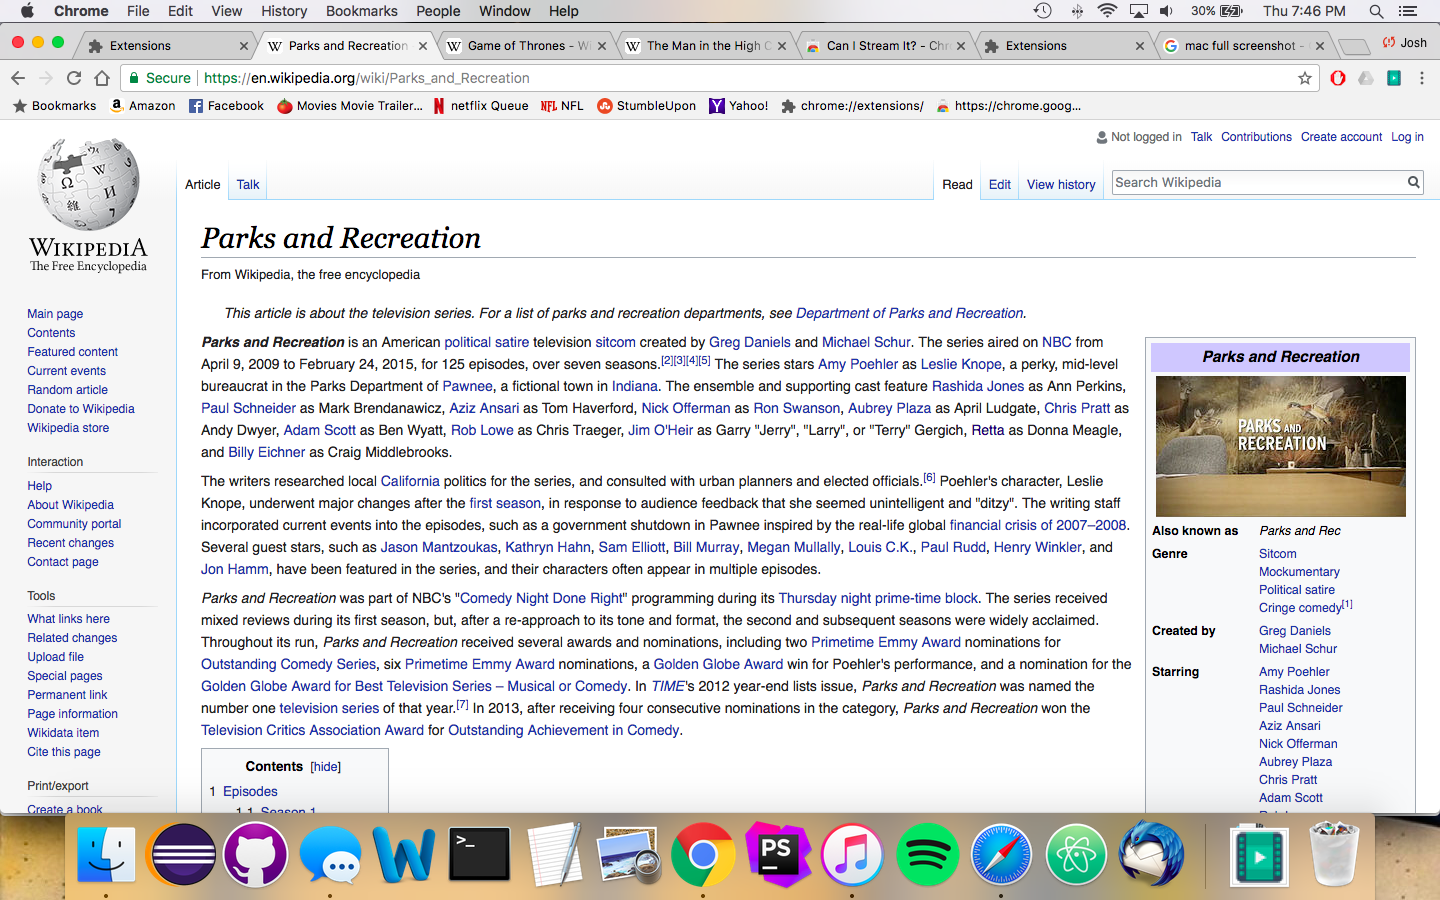 Chrome File Edit View History Bookmarks People Window Help 30% Thu 7:46 PM
Extensions Parks and Recreation Game of Thrones - Wi The Man in the High C Can I Stream It? - Chr Extensions mac full screenshot - Josh
Secure https://en.wikipedia.org/wiki/Parks_and_Recreation
Bookmarks Amazon Facebook Movies Movie Trailer... netflix Queue NFL NFL StumbleUpon Yahoo! chrome://extensions/ https://chrome.goog...
Not logged in Talk Contributions Create account Log in
Article Talk Read Edit View history Search Wikipedia
WIKIPEDIA
The Free Encyclopedia
Main page
Contents
Featured content
Current events
Random article
Donate to Wikipedia
Wikipedia store
Interaction
Help
About Wikipedia
Community portal
Recent changes
Contact page
Tools
What links here
Related changes
Upload file
Special pages
Permanent link
Page information
Wikidata item
Cite this page
Print/export
Create a book
Parks and Recreation
From Wikipedia, the free encyclopedia
This article is about the television series. For a list of parks and recreation departments, see Department of Parks and Recreation.
Parks and Recreation is an American political satire television sitcom created by Greg Daniels and Michael Schur. The series aired on NBC from
April 9, 2009 to February 24, 2015, for 125 episodes, over seven seasons.[2][3][4][5] The series stars Amy Poehler as Leslie Knope, a perky, mid-level
bureaucrat in the Parks Department of Pawnee, a fictional town in Indiana. The ensemble and supporting cast feature Rashida Jones as Ann Perkins,
Paul Schneider as Mark Brendanawicz, Aziz Ansari as Tom Haverford, Nick Offerman as Ron Swanson, Aubrey Plaza as April Ludgate, Chris Pratt as
Andy Dwyer, Adam Scott as Ben Wyatt, Rob Lowe as Chris Traeger, Jim O'Heir as Garry "Jerry", "Larry", or "Terry" Gergich, Retta as Donna Meagle,
and Billy Eichner as Craig Middlebrooks.
The writers researched local California politics for the series, and consulted with urban planners and elected officials.[6] Poehler's character, Leslie
Knope, underwent major changes after the first season, in response to audience feedback that she seemed unintelligent and "ditzy". The writing staff
incorporated current events into the episodes, such as a government shutdown in Pawnee inspired by the real-life global financial crisis of 2007–2008.
Several guest stars, such as Jason Mantzoukas, Kathryn Hahn, Sam Elliott, Bill Murray, Megan Mullally, Louis C.K., Paul Rudd, Henry Winkler, and
Jon Hamm, have been featured in the series, and their characters often appear in multiple episodes.
Parks and Recreation was part of NBC's "Comedy Night Done Right" programming during its Thursday night prime-time block. The series received
mixed reviews during its first season, but, after a re-approach to its tone and format, the second and subsequent seasons were widely acclaimed.
Throughout its run, Parks and Recreation received several awards and nominations, including two Primetime Emmy Award nominations for
Outstanding Comedy Series, six Primetime Emmy Award nominations, a Golden Globe Award win for Poehler's performance, and a nomination for the
Golden Globe Award for Best Television Series – Musical or Comedy. In TIME's 2012 year-end lists issue, Parks and Recreation was named the
number one television series of that year.[7] In 2013, after receiving four consecutive nominations in the category, Parks and Recreation won the
Television Critics Association Award for Outstanding Achievement in Comedy.
Contents [hide]
1 Episodes
1.1 Season 1
Parks and Recreation
PARKS AND
RECREATION
Also known as Parks and Rec
Genre Sitcom
Mockumentary
Political satire
Cringe comedy[1]
Created by Greg Daniels
Michael Schur
Starring Amy Poehler
Rashida Jones
Paul Schneider
Aziz Ansari
Nick Offerman
Aubrey Plaza
Chris Pratt
Adam Scott
>_
PS